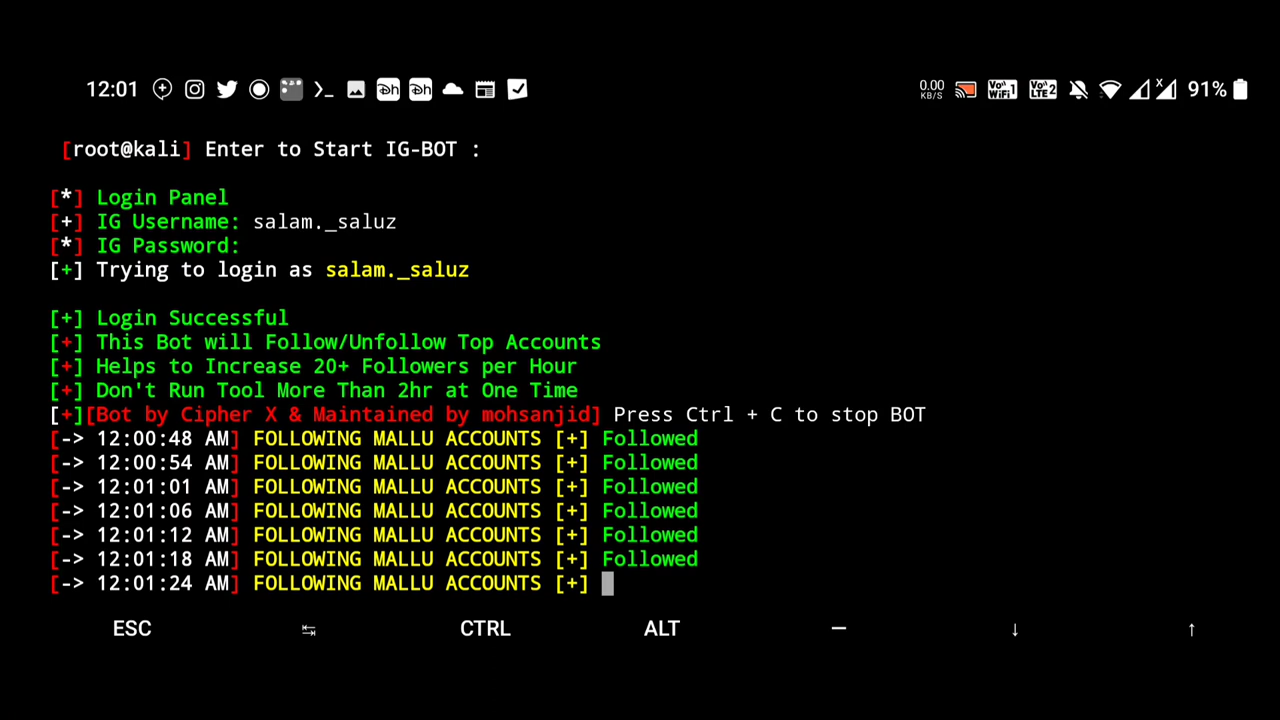 12:01 0.00 KB/S Vo WiFi 1 Vo LTE 2 X 91%
[root@kali] Enter to Start IG-BOT :
[*] Login Panel
[+] IG Username: salam._saluz
[*] IG Password:
[+] Trying to login as salam._saluz
[+] Login Successful
[+] This Bot will Follow/Unfollow Top Accounts
[+] Helps to Increase 20+ Followers per Hour
[+] Don't Run Tool More Than 2hr at One Time
[+][Bot by Cipher X & Maintained by mohsanjid] Press Ctrl + C to stop BOT
[-> 12:00:48 AM] FOLLOWING MALLU ACCOUNTS [+] Followed
[-> 12:00:54 AM] FOLLOWING MALLU ACCOUNTS [+] Followed
[-> 12:01:01 AM] FOLLOWING MALLU ACCOUNTS [+] Followed
[-> 12:01:06 AM] FOLLOWING MALLU ACCOUNTS [+] Followed
[-> 12:01:12 AM] FOLLOWING MALLU ACCOUNTS [+] Followed
[-> 12:01:18 AM] FOLLOWING MALLU ACCOUNTS [+] Followed
[-> 12:01:24 AM] FOLLOWING MALLU ACCOUNTS [+]
ESC ↹ CTRL ALT — ↓ ↑